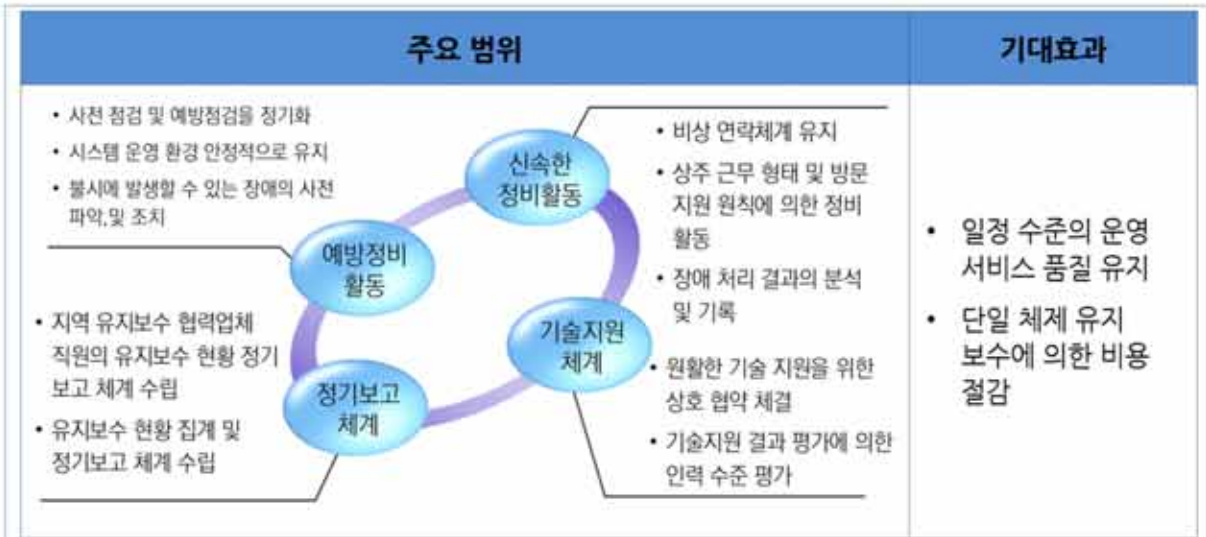 주요 범위
기대효과
• 사전 점검 및 예방점검을 정기화
• 시스템 운영 환경 안정적으로 유지
• 불시에 발생할 수 있는 장애의 사전
파악,및 조치
예방정비
활동
신속한
정비활동
• 비상 연락체계 유지
• 상주 근무 형태 및 방문
지원 원칙에 의한 정비
활동
• 장애 처리 결과의 분석
및 기록
• 지역 유지보수 협력업체
직원의 유지보수 현황 정기
보고 체계 수립
• 유지보수 현황 집계 및
정기보고 체계 수립
정기보고
체계
기술지원
체계
• 원활한 기술 지원을 위한
상호 협약 체결
• 기술지원 결과 평가에 의한
인력 수준 평가
• 일정 수준의 운영
서비스 품질 유지
• 단일 체제 유지
보수에 의한 비용
절감